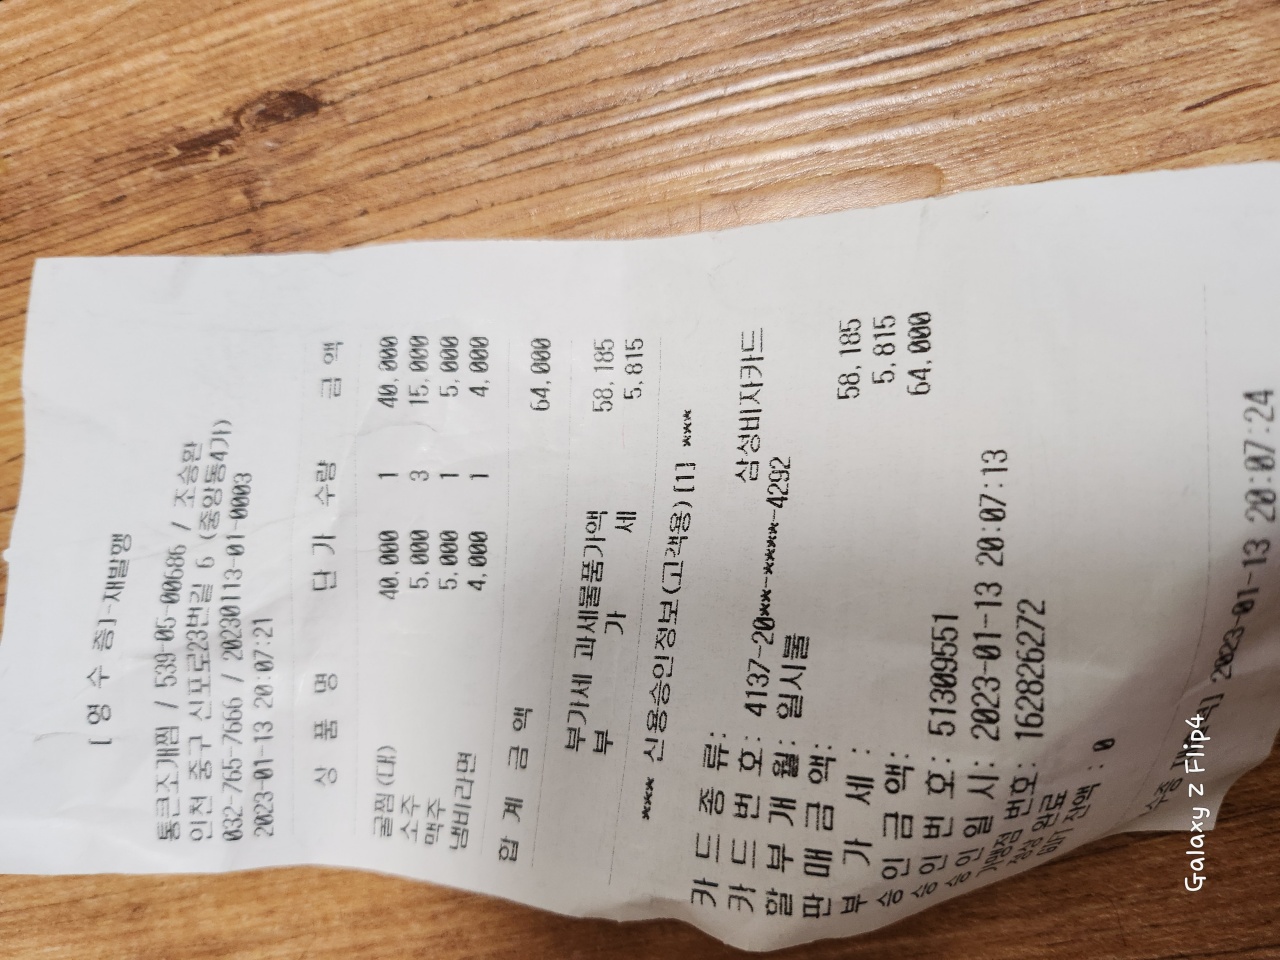 [ 영 수 증]-재발행
통큰조개찜 / 539-05-00686 / 조승환
인천 중구 신포로23번길 6 (중앙동4가)
032-765-7666 / 20230113-01-0003
2023-01-13 20:07:21
상 품 명 단 가 수량 금 액
굴찜(대) 40,000 1 40,000
소주 5,000 3 15,000
맥주 5,000 1 5,000
냄비라면 4,000 1 4,000
합 계 금 액 64,000
부가세 과세물품가액 58,185
부 가 세 5,815
*** 신용승인정보(고객용)[1] ***
카 드 종 류: 삼성비자카드
카 드 번 호: 4137-20**-****-4292
할 부 개 월: 일시불
판 매 금 액: 58,185
부 가 세 : 5,815
승 인 금 액: 64,000
승 인 번 호: 51309551
승 인 일 시: 2023-01-13 20:07:13
가맹점 번호: 162826272
잔액 : 0
2023-01-13 20:07:24
Galaxy Z Flip4